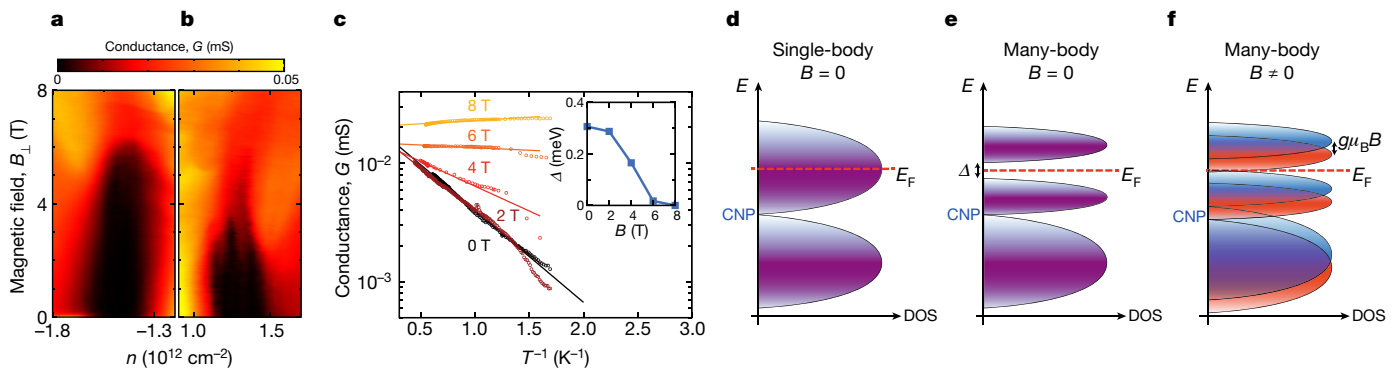 a
b
Conductance, G (mS)
0
0.05
8
4
0
Magnetic field, B⊥ (T)
−1.8
−1.3
1.0
1.5
n (10¹² cm⁻²)
c
10⁻²
10⁻³
Conductance, G (mS)
8 T
6 T
4 T
2 T
0 T
0.4
0.2
0
Δ (meV)
0 2 4 6 8
B (T)
0.5 1.0 1.5 2.0 2.5 3.0
T⁻¹ (K⁻¹)
d
Single-body
B = 0
E
E_F
CNP
DOS
e
Many-body
B = 0
E
Δ
E_F
CNP
DOS
f
Many-body
B ≠ 0
E
gμ_BB
E_F
CNP
DOS